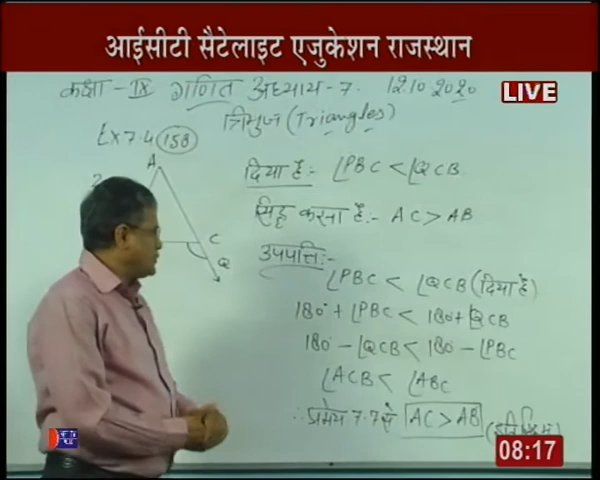 आईसीटी सैटेलाइट एजुकेशन राजस्थान
LIVE
कक्षा - IX गणित अध्याय - 7. 12.10.2020
त्रिभुज (Triangles)
Ex 7.4 (158)
A
2
C
Q
दिया है :- ∠PBC < ∠QCB
सिद्ध करना है :- AC > AB
उपपत्ति :-
∠PBC < ∠QCB (दिया है)
180° + ∠PBC < 180° + ∠QCB
180° - ∠QCB < 180° - ∠PBC
∠ACB < ∠ABC
∴ प्रमेय 7.7 से AC > AB
08:17